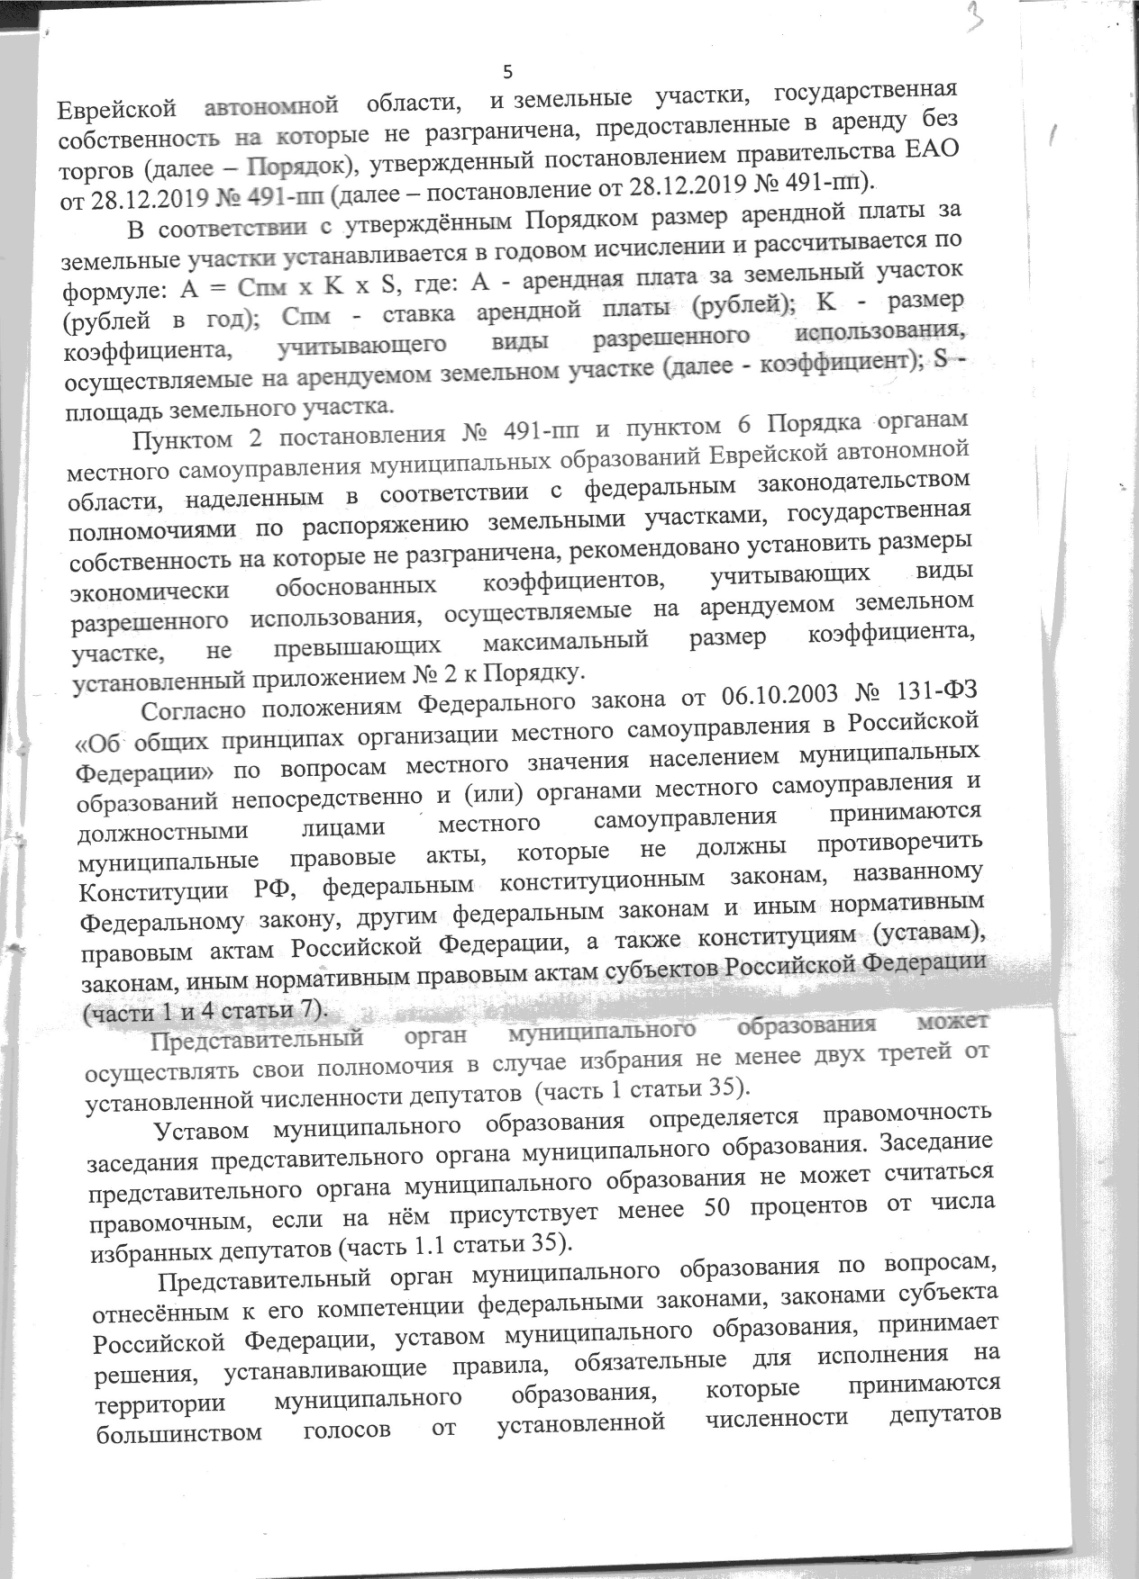 3
5
Еврейской автономной области, и земельные участки, государственная
собственность на которые не разграничена, предоставленные в аренду без
торгов (далее – Порядок), утвержденный постановлением правительства ЕАО
от 28.12.2019 № 491-пп (далее – постановление от 28.12.2019 № 491-пп).
В соответствии с утверждённым Порядком размер арендной платы за
земельные участки устанавливается в годовом исчислении и рассчитывается по
формуле: А = Спм х К х S, где: А - арендная плата за земельный участок
(рублей в год); Спм - ставка арендной платы (рублей); К - размер
коэффициента, учитывающего виды разрешенного использования,
осуществляемые на арендуемом земельном участке (далее - коэффициент); S -
площадь земельного участка.
Пунктом 2 постановления № 491-пп и пунктом 6 Порядка органам
местного самоуправления муниципальных образований Еврейской автономной
области, наделенным в соответствии с федеральным законодательством
полномочиями по распоряжению земельными участками, государственная
собственность на которые не разграничена, рекомендовано установить размеры
экономически обоснованных коэффициентов, учитывающих виды
разрешенного использования, осуществляемые на арендуемом земельном
участке, не превышающих максимальный размер коэффициента,
установленный приложением № 2 к Порядку.
Согласно положениям Федерального закона от 06.10.2003 № 131-ФЗ
«Об общих принципах организации местного самоуправления в Российской
Федерации» по вопросам местного значения населением муниципальных
образований непосредственно и (или) органами местного самоуправления и
должностными лицами местного самоуправления принимаются
муниципальные правовые акты, которые не должны противоречить
Конституции РФ, федеральным конституционным законам, названному
Федеральному закону, другим федеральным законам и иным нормативным
правовым актам Российской Федерации, а также конституциям (уставам),
законам, иным нормативным правовым актам субъектов Российской Федерации
(части 1 и 4 статьи 7).
Представительный орган муниципального образования может
осуществлять свои полномочия в случае избрания не менее двух третей от
установленной численности депутатов (часть 1 статьи 35).
Уставом муниципального образования определяется правомочность
заседания представительного органа муниципального образования. Заседание
представительного органа муниципального образования не может считаться
правомочным, если на нём присутствует менее 50 процентов от числа
избранных депутатов (часть 1.1 статьи 35).
Представительный орган муниципального образования по вопросам,
отнесённым к его компетенции федеральными законами, законами субъекта
Российской Федерации, уставом муниципального образования, принимает
решения, устанавливающие правила, обязательные для исполнения на
территории муниципального образования, которые принимаются
большинством голосов от установленной численности депутатов